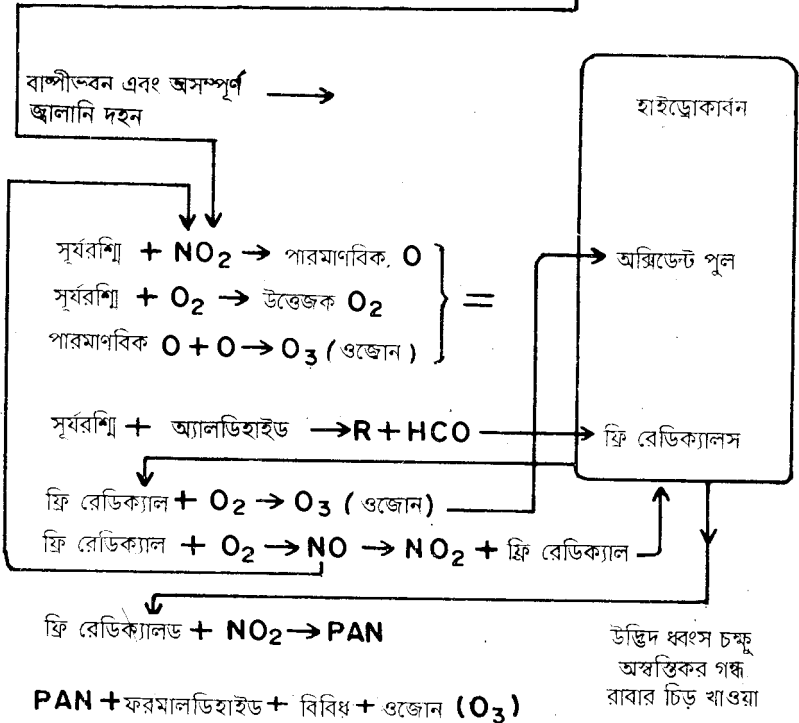 বাষ্পীভবন এবং অসম্পূর্ণ
জ্বালানি দহন
হাইড্রোকার্বন
সূর্যরশ্মি + NO₂ → পারমাণবিক. O
অক্সিডেন্ট পুল
সূর্যরশ্মি + O₂ → উত্তেজক O₂
=
পারমাণবিক O + O → O₃ (ওজোন)
সূর্যরশ্মি + অ্যালডিহাইড → R + HCO
ফ্রি রেডিক্যালস
ফ্রি রেডিক্যাল + O₂ → O₃ (ওজোন)
ফ্রি রেডিক্যাল + O₂ → NO → NO₂ + ফ্রি রেডিক্যাল
ফ্রি রেডিক্যালড + NO₂ → PAN
উদ্ভিদ ধ্বংস চক্ষু
অস্বস্তিকর গন্ধ
রাবার চিড় খাওয়া
PAN + ফরমালডিহাইড + বিবিধ + ওজোন (O₃)